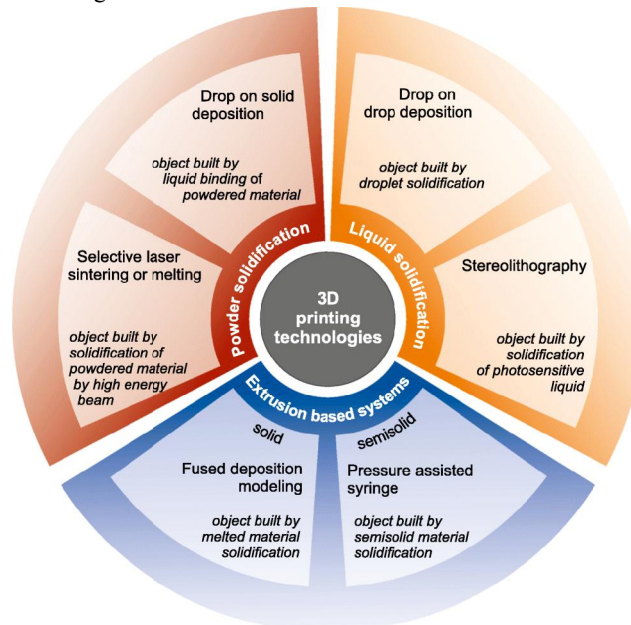 Drop on solid
deposition
object built by
liquid binding of
powdered material
Drop on
drop deposition
object built by
droplet solidification
Selective laser
sintering or melting
object built by
solidification of
powdered material
by high energy
beam
Powder solidification
3D
printing
technologies
Liquid solidification
Stereolithography
object built by
solidification
of photosensitive
liquid
Extrusion based systems
solid
Fused deposition
modeling
object built by
melted material
solidification
semisolid
Pressure assisted
syringe
object built by
semisolid material
solidification